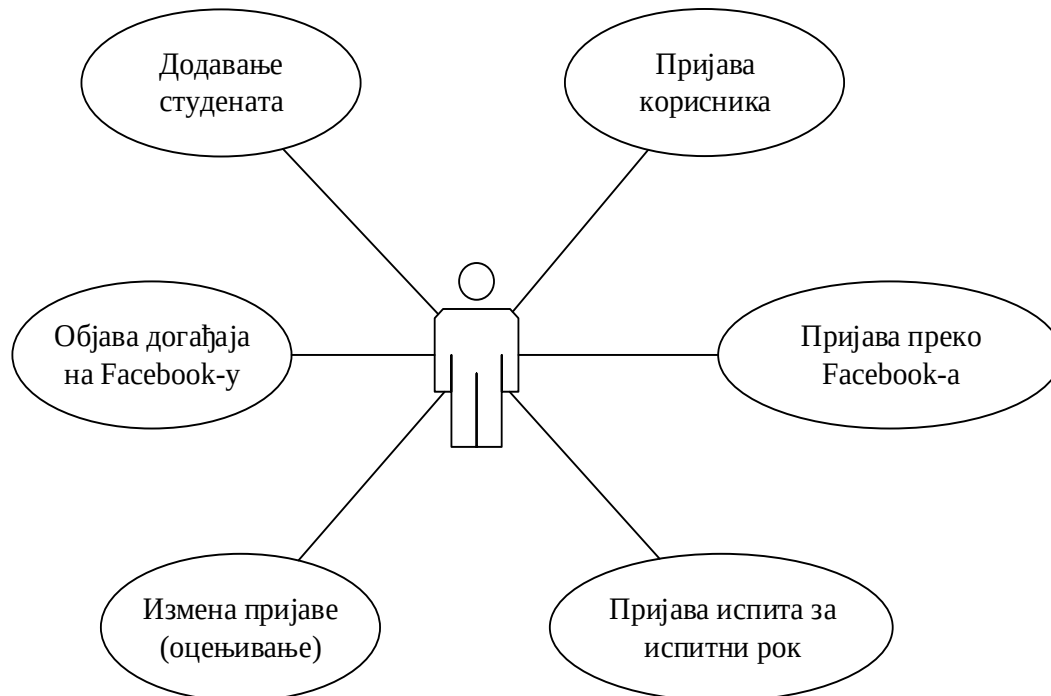 Додавање
студената
Пријава
корисника
Објава догађаја
на Facebook-у
Пријава преко
Facebook-а
Измена пријаве
(оцењивање)
Пријава испита за
испитни рок